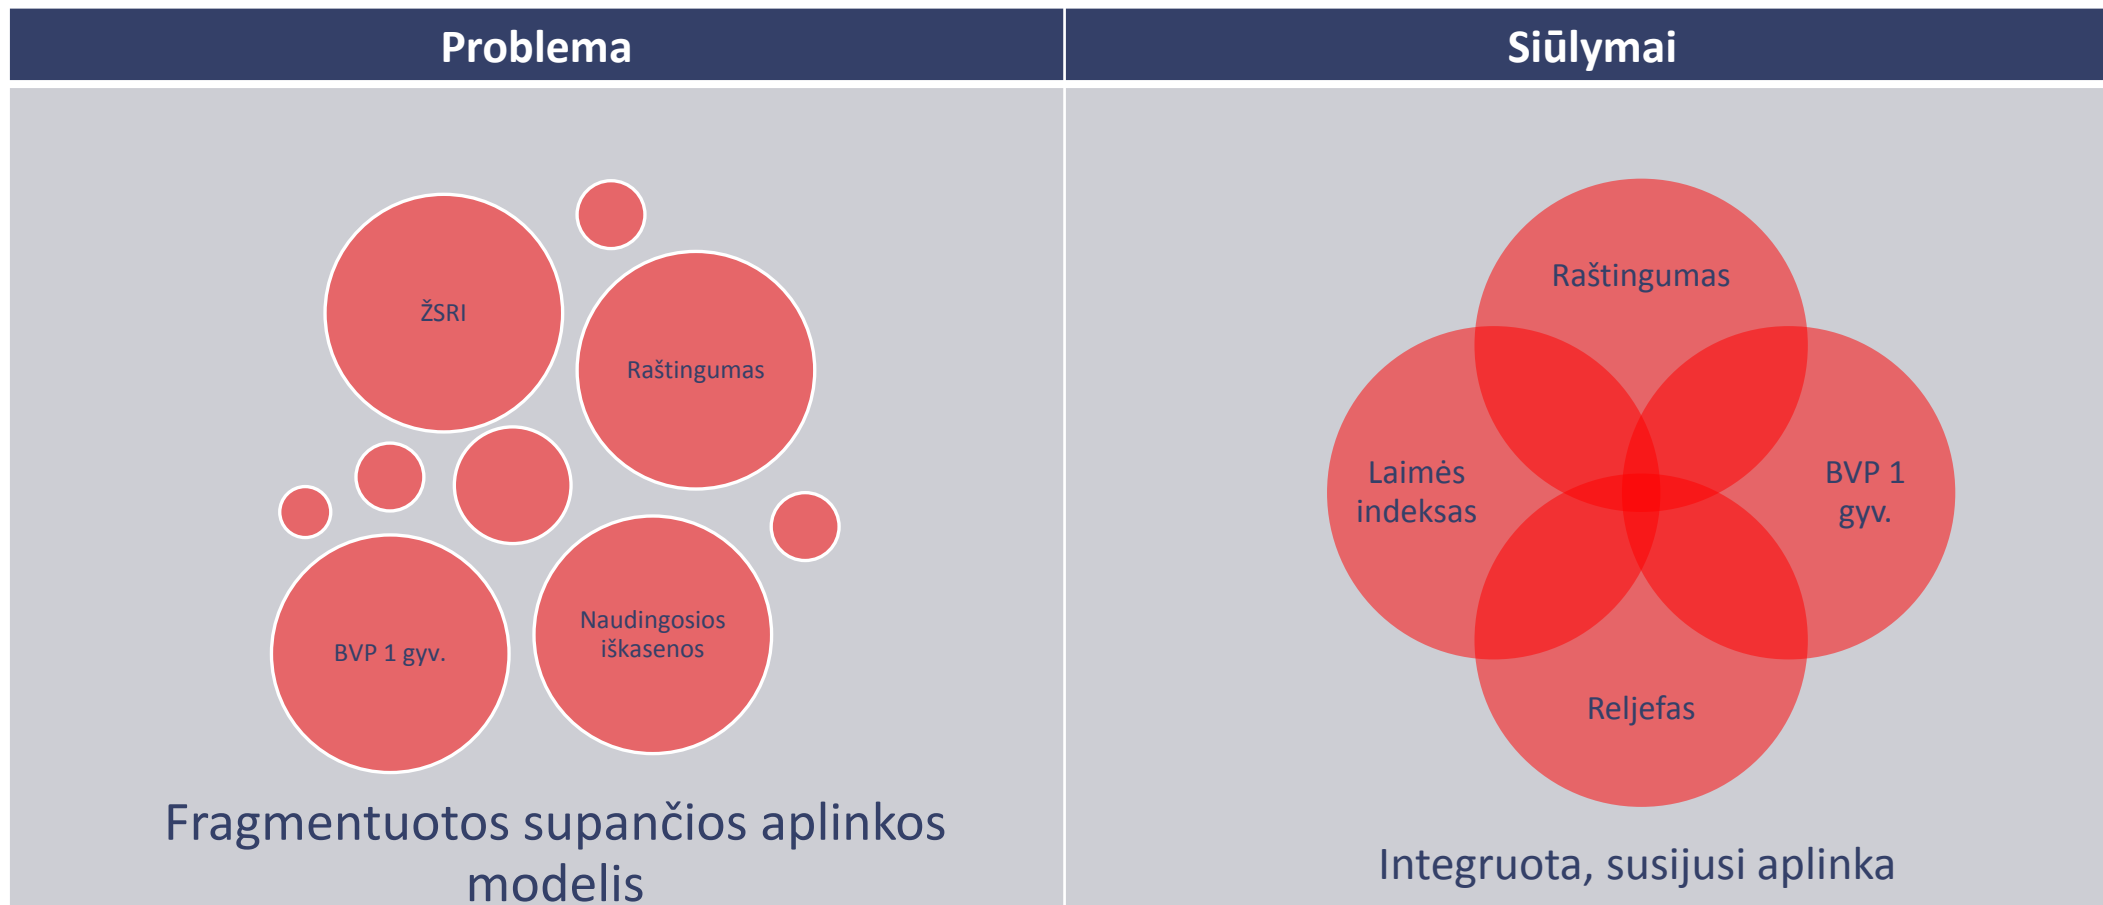 Problema
Siūlymai
ŽSRI
Raštingumas
BVP 1 gyv.
Naudingosios
iškasenos
Fragmentuotos supančios aplinkos
modelis
Raštingumas
Laimės
indeksas
BVP 1
gyv.
Reljefas
Integruota, susijusi aplinka